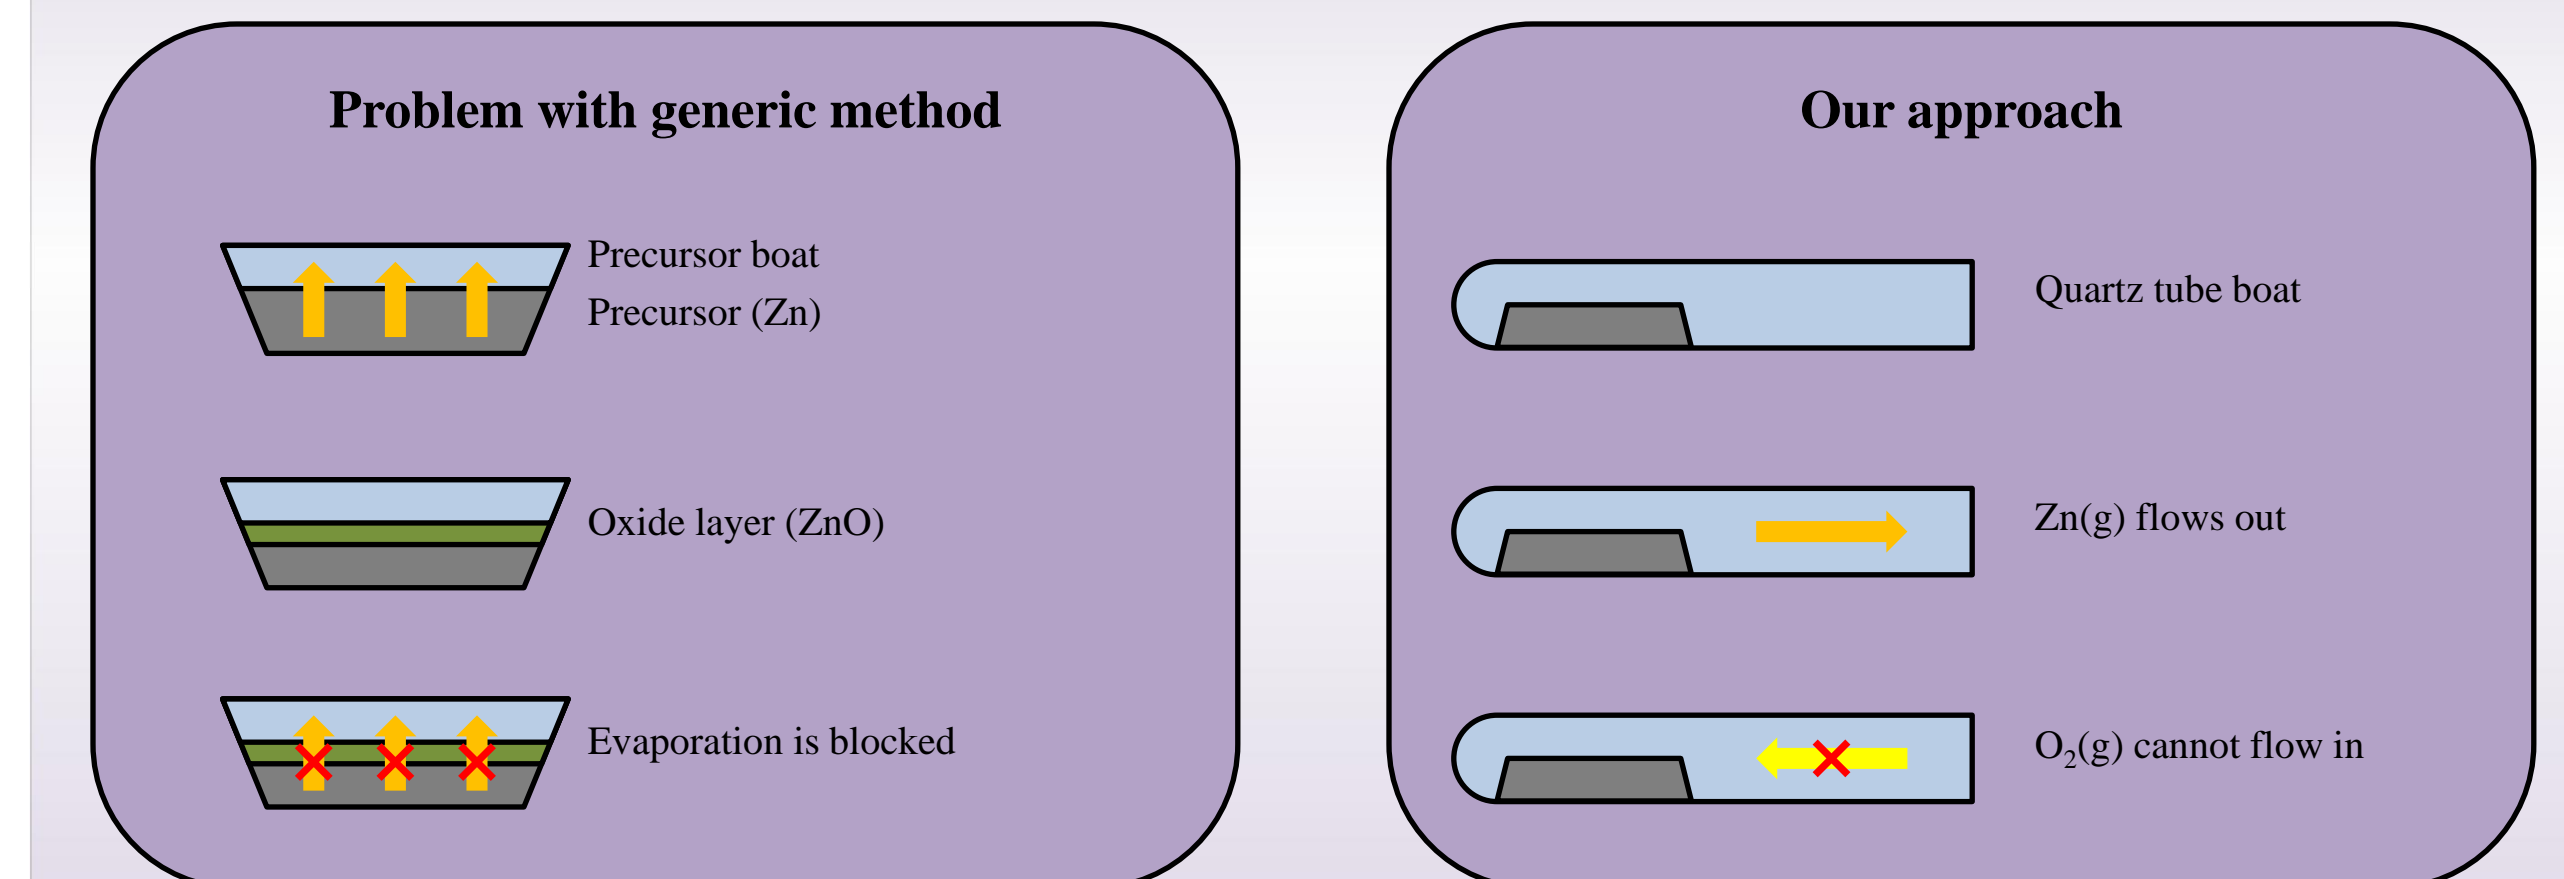 Problem with generic method
Precursor boat
Precursor (Zn)
Oxide layer (ZnO)
Evaporation is blocked
Our approach
Quartz tube boat
Zn(g) flows out
O₂(g) cannot flow in